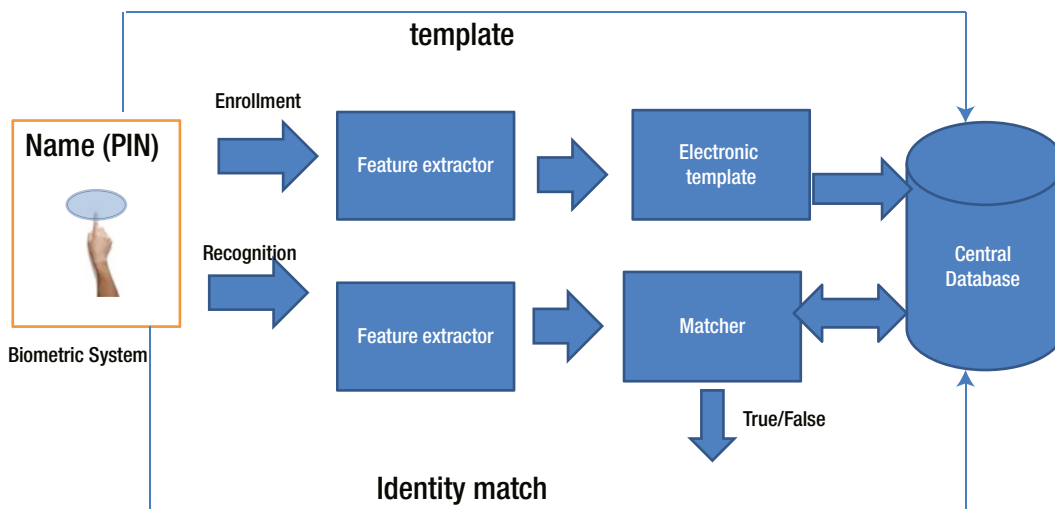 template
Enrollment
Name (PIN)
Feature extractor
Electronic
template
Recognition
Central
Database
Feature extractor
Matcher
Biometric System
True/False
Identity match